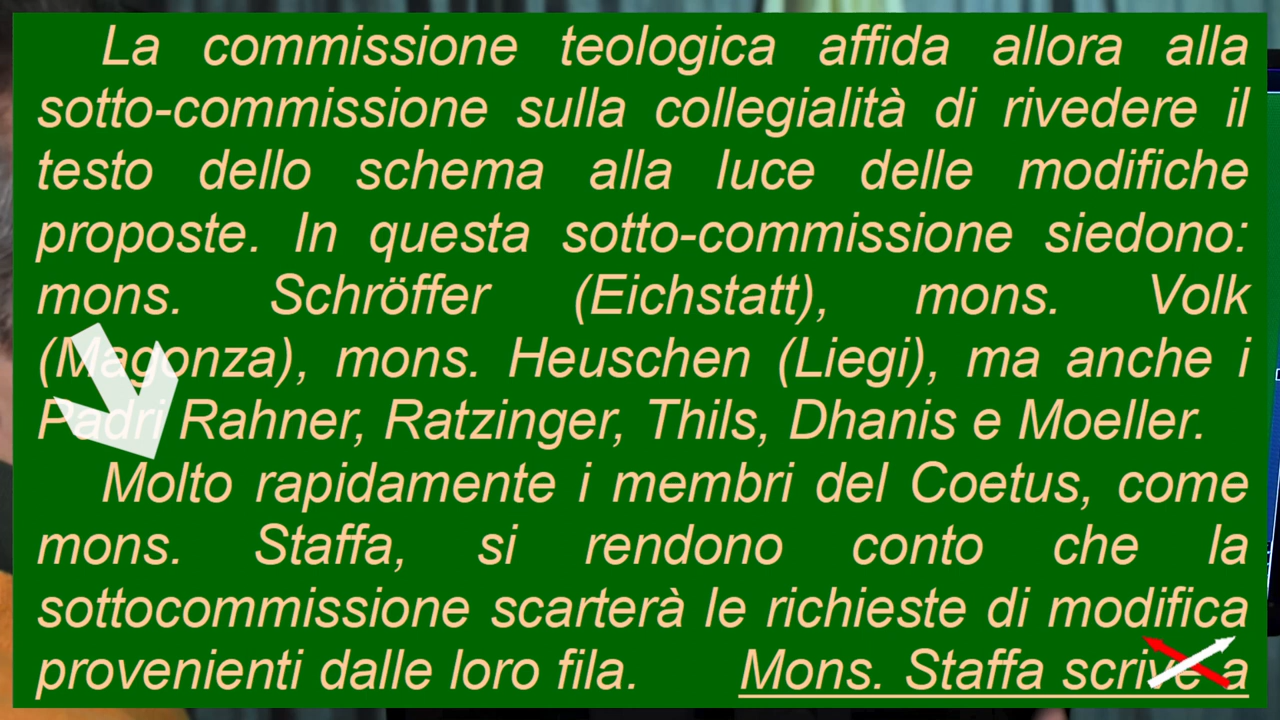 La commissione teologica affida allora alla
sotto-commissione sulla collegialità di rivedere il
testo dello schema alla luce delle modifiche
proposte. In questa sotto-commissione siedono:
mons. Schröffer (Eichstatt), mons. Volk
(Magonza), mons. Heuschen (Liegi), ma anche i
Padri Rahner, Ratzinger, Thils, Dhanis e Moeller.
Molto rapidamente i membri del Coetus, come
mons. Staffa, si rendono conto che la
sottocommissione scarterà le richieste di modifica
provenienti dalle loro fila. Mons. Staffa scrive a